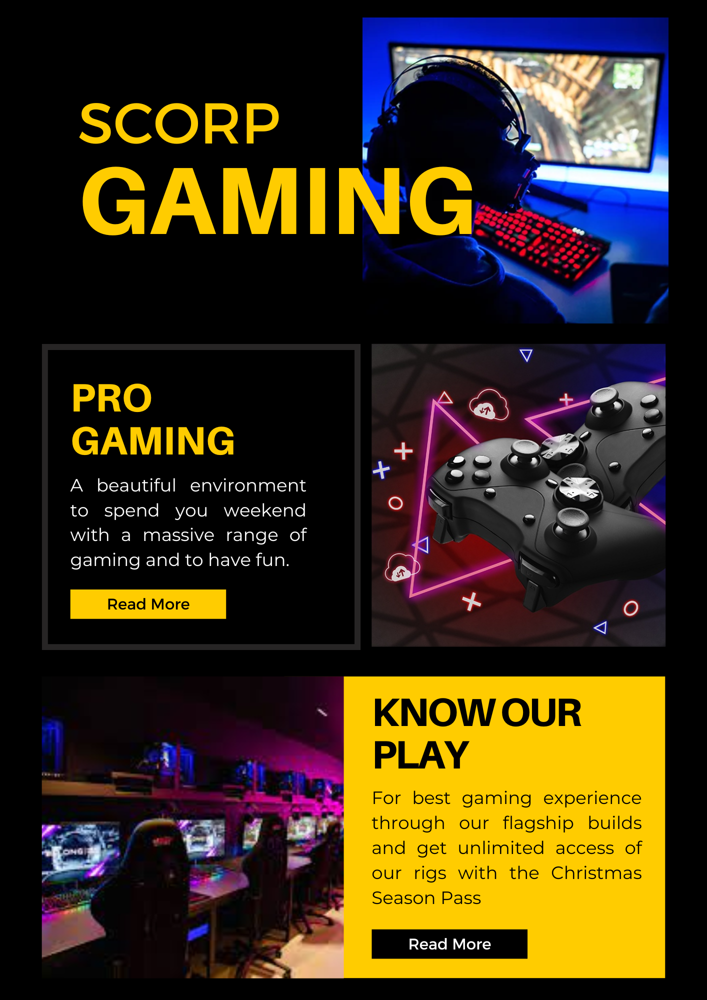 SCORP
GAMING
PRO
GAMING
A beautiful environment
to spend you weekend
with a massive range of
gaming and to have fun.
Read More
KNOW OUR
PLAY
For best gaming experience
through our flagship builds
and get unlimited access of
our rigs with the Christmas
Season Pass
Read More